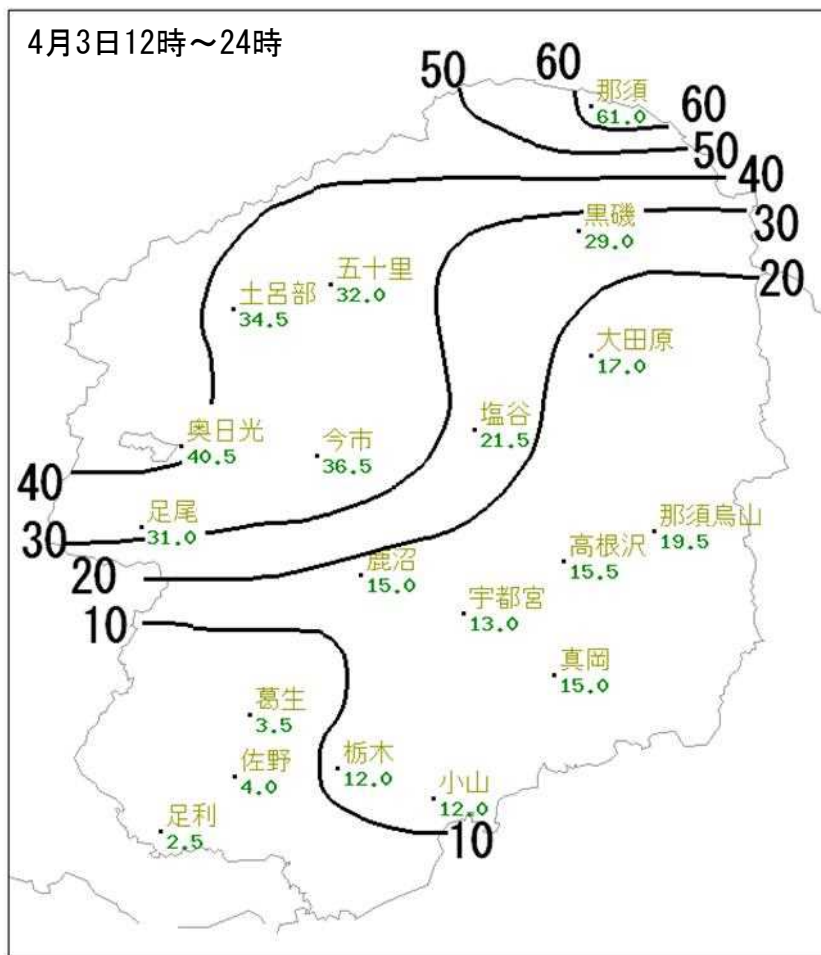 4月3日12時～24時
50
60
那須
61.0
60
50
40
黒磯
29.0
30
五十里
32.0
20
土呂部
34.5
大田原
17.0
塩谷
21.5
奥日光
40.5
今市
36.5
40
足尾
31.0
那須烏山
19.5
30
高根沢
15.5
20
鹿沼
15.0
宇都宮
13.0
10
真岡
15.0
葛生
3.5
栃木
12.0
佐野
4.0
小山
12.0
足利
2.5
10